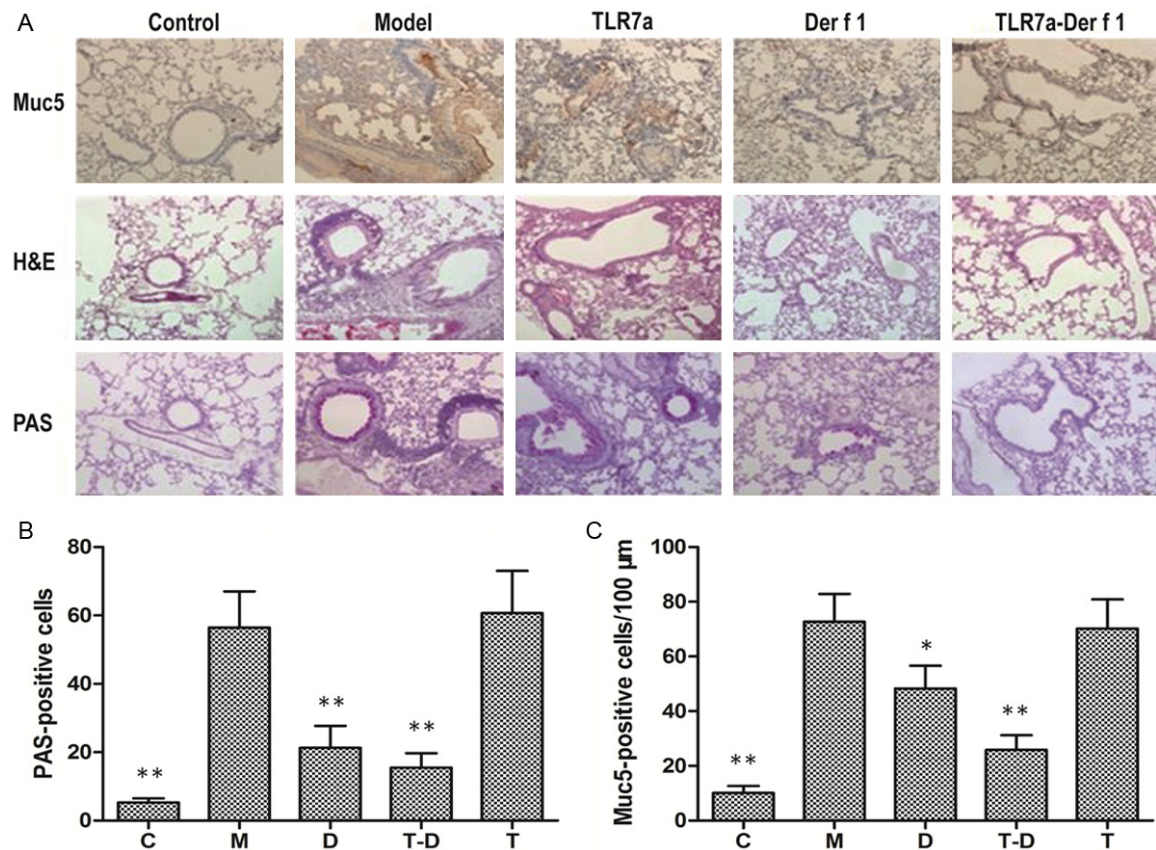 A
Control Model TLR7a Der f 1 TLR7a-Der f 1
Muc5
H&E
PAS
B
PAS-positive cells
80
60
40
20
0
**
**
**
C M D T-D T
C
Muc5-positive cells/100 µm
100
80
60
40
20
0
**
*
**
C M D T-D T